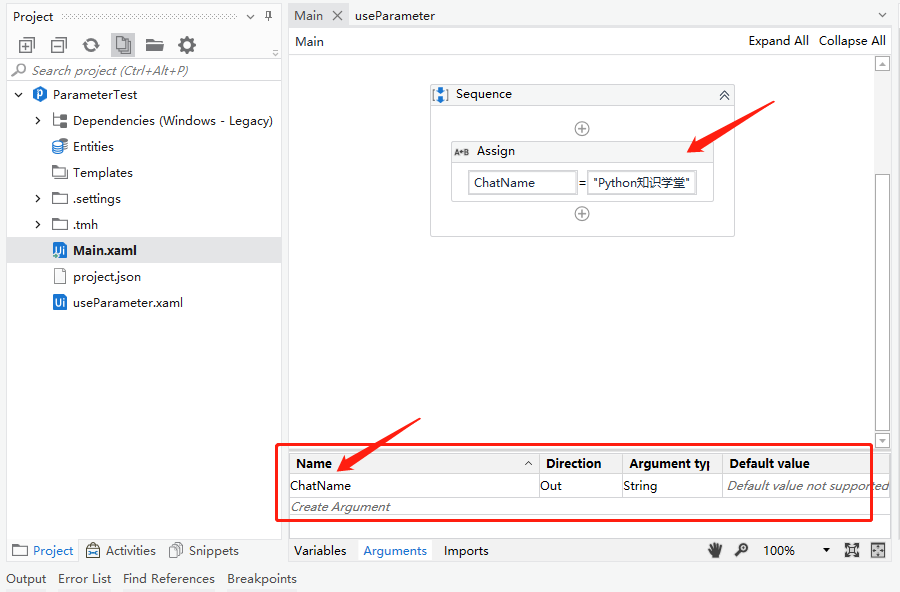 Project
Search project (Ctrl+Alt+P)
ParameterTest
Dependencies (Windows - Legacy)
Entities
Templates
.settings
.tmh
Main.xaml
project.json
useParameter.xaml
Project Activities Snippets
Main useParameter
Main Expand All Collapse All
Sequence
A*B Assign
ChatName = "Python知识学堂"
Name Direction Argument typ Default value
ChatName Out String Default value not supported
Create Argument
Variables Arguments Imports 100%
Output Error List Find References Breakpoints